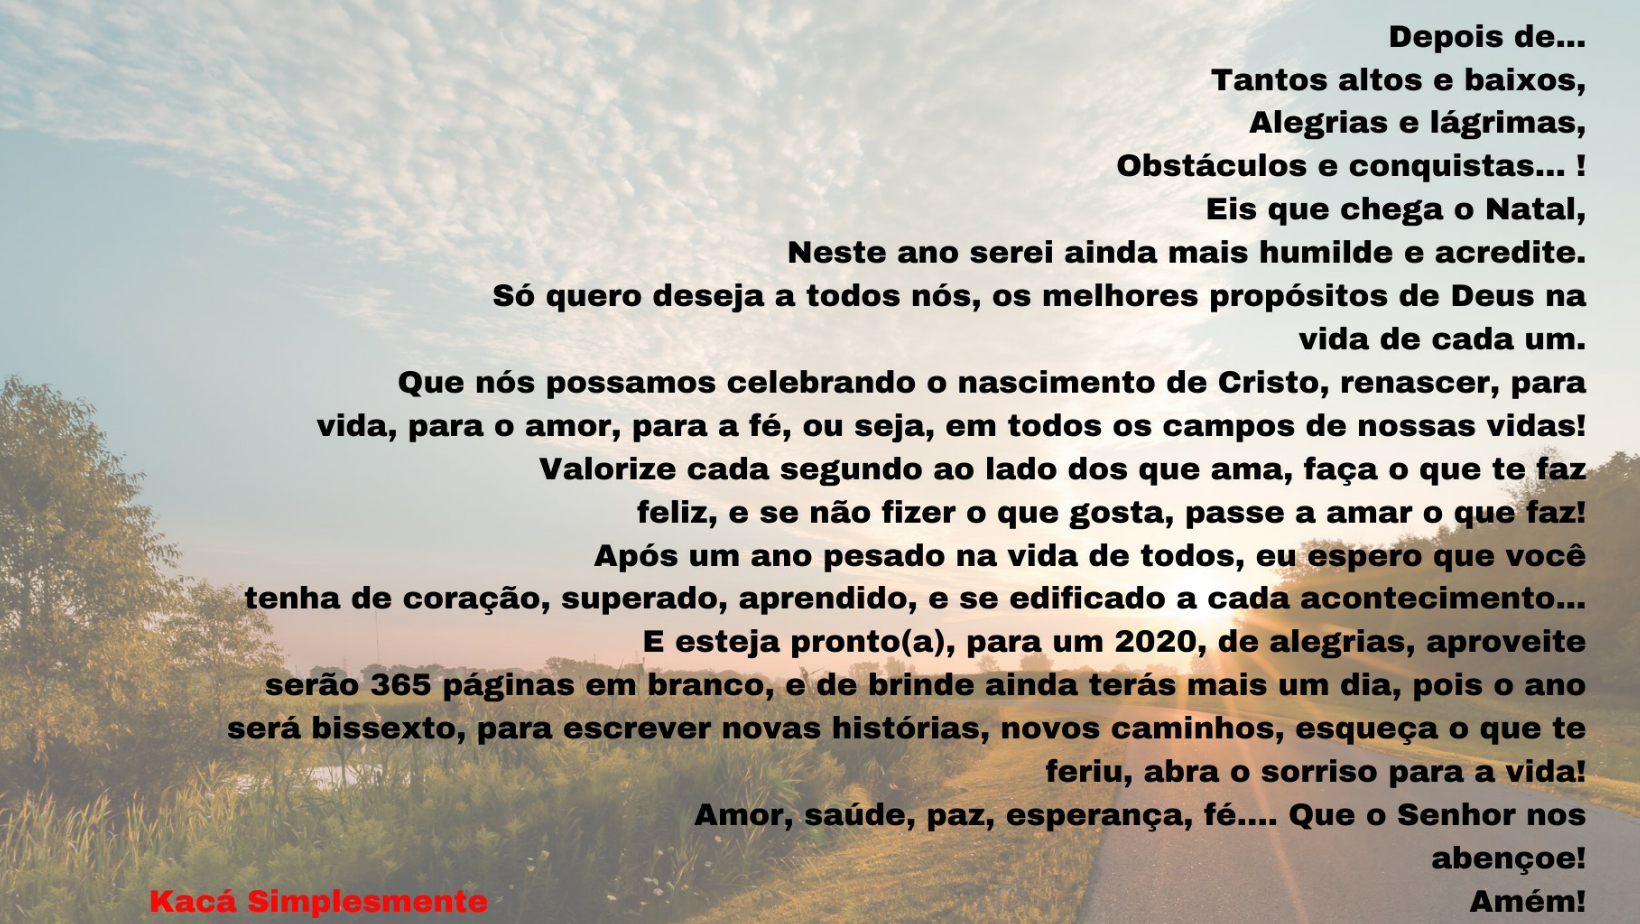 Depois de...
Tantos altos e baixos,
Alegrias e lágrimas,
Obstáculos e conquistas... !
Eis que chega o Natal,
Neste ano serei ainda mais humilde e acredite.
Só quero deseja a todos nós, os melhores propósitos de Deus na
vida de cada um.
Que nós possamos celebrando o nascimento de Cristo, renascer, para
vida, para o amor, para a fé, ou seja, em todos os campos de nossas vidas!
Valorize cada segundo ao lado dos que ama, faça o que te faz
feliz, e se não fizer o que gosta, passe a amar o que faz!
Após um ano pesado na vida de todos, eu espero que você
tenha de coração, superado, aprendido, e se edificado a cada acontecimento...
E esteja pronto(a), para um 2020, de alegrias, aproveite
serão 365 páginas em branco, e de brinde ainda terás mais um dia, pois o ano
será bissexto, para escrever novas histórias, novos caminhos, esqueça o que te
feriu, abra o sorriso para a vida!
Amor, saúde, paz, esperança, fé.... Que o Senhor nos
abençoe!
Amém!
Kacá Simplesmente